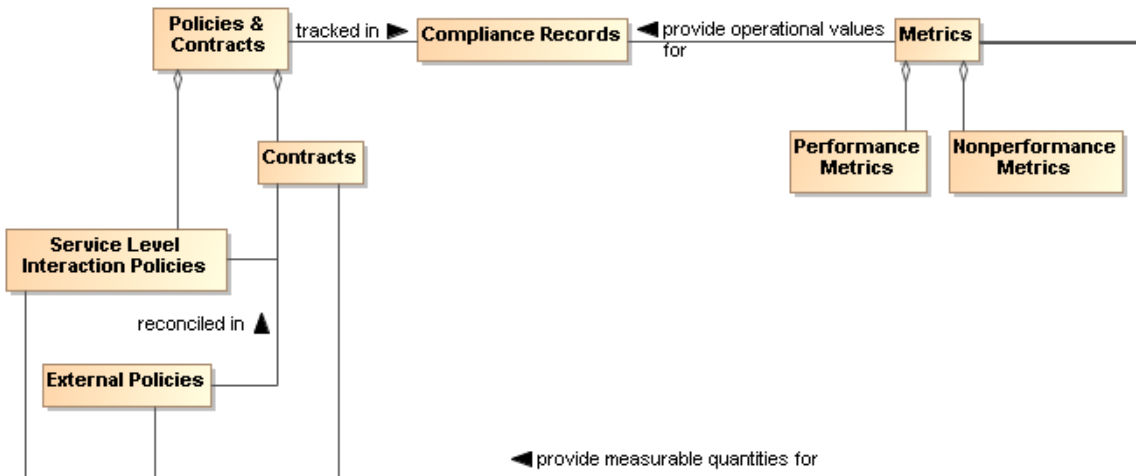 Policies &
Contracts
tracked in
Compliance Records
provide operational values
for
Metrics
Performance
Metrics
Nonperformance
Metrics
Contracts
Service Level
Interaction Policies
reconciled in
External Policies
provide measurable quantities for